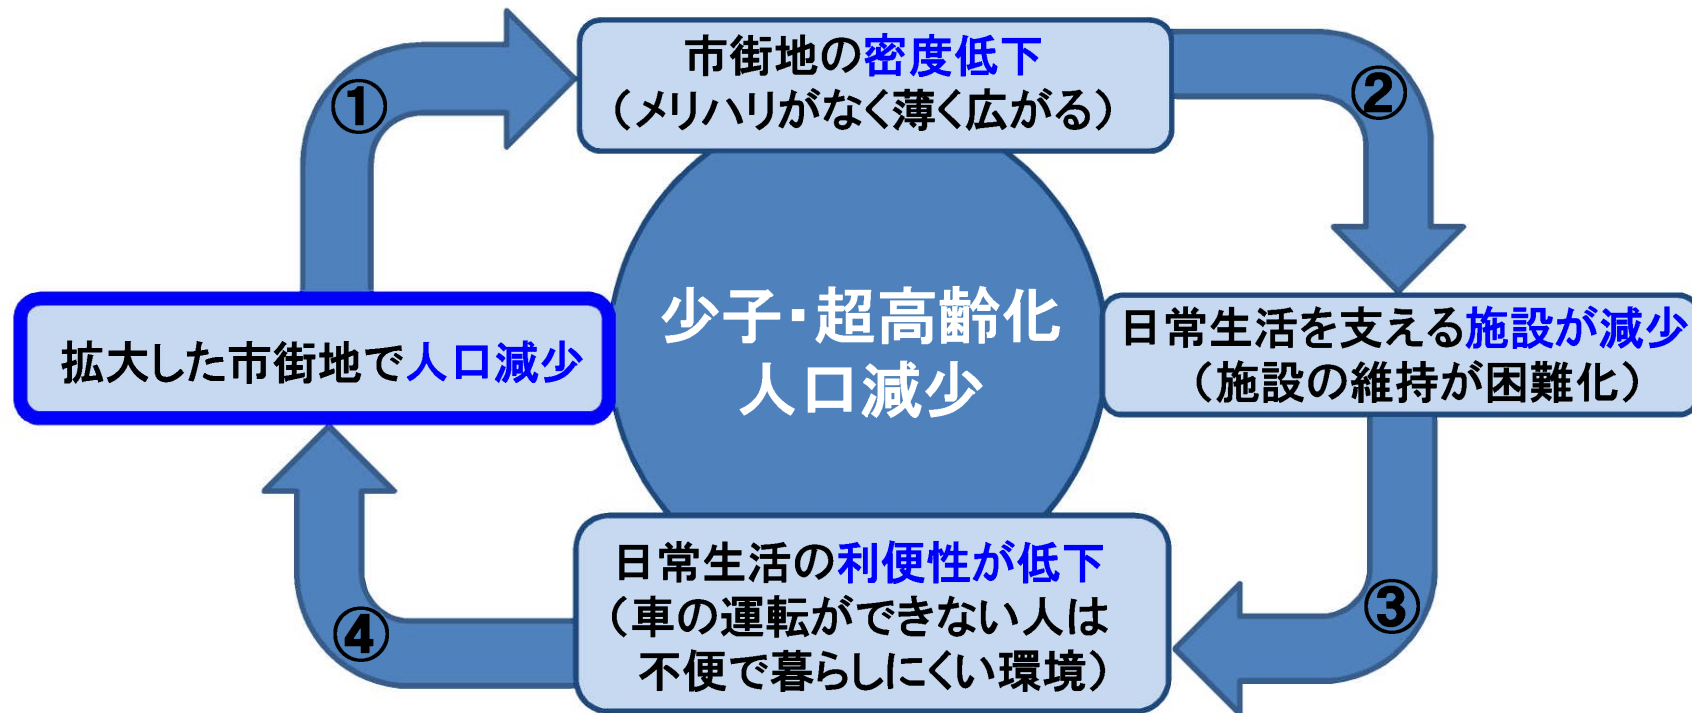 ①
市街地の密度低下
（メリハリがなく薄く広がる）
②
少子・超高齢化
人口減少
拡大した市街地で人口減少
日常生活を支える施設が減少
（施設の維持が困難化）
日常生活の利便性が低下
（車の運転ができない人は
不便で暮らしにくい環境）
③
④